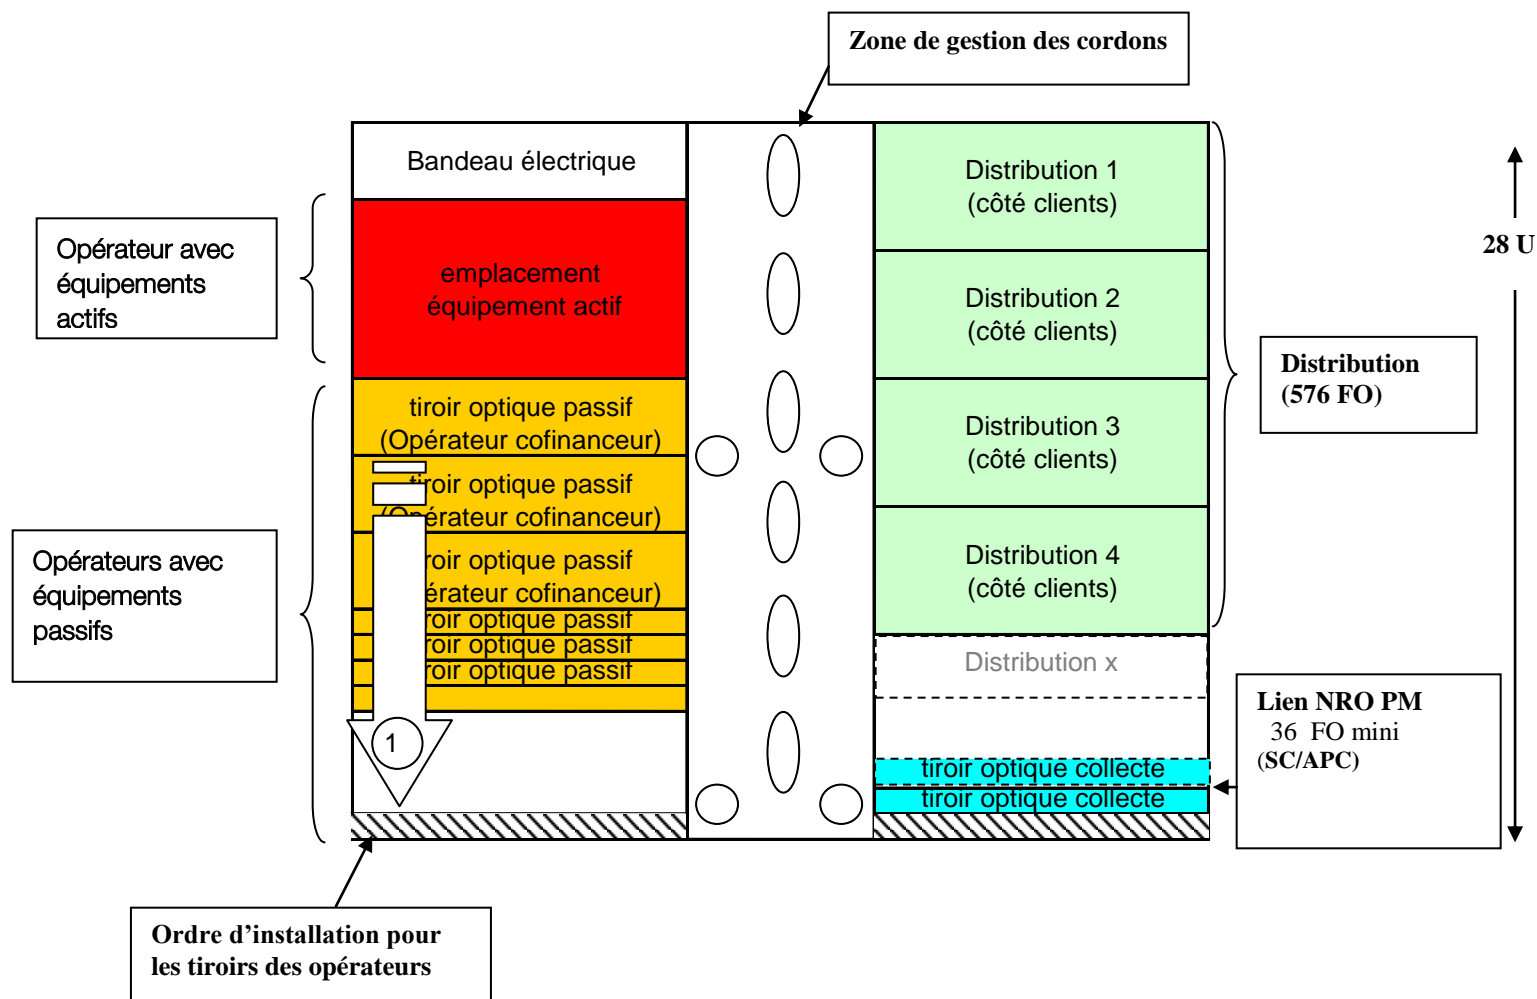 Zone de gestion des cordons
Bandeau électrique
emplacement
équipement actif
Opérateur avec
équipements
actifs
tiroir optique passif
(Opérateur cofinanceur)
tiroir optique passif
(Opérateur cofinanceur)
roir optique passif
érateur cofinanceur)
roir optique passif
roir optique passif
roir optique passif
1
Opérateurs avec
équipements
passifs
Distribution 1
(côté clients)
Distribution 2
(côté clients)
Distribution 3
(côté clients)
Distribution 4
(côté clients)
Distribution x
tiroir optique collecte
tiroir optique collecte
28 U
Distribution
(576 FO)
Lien NRO PM
36 FO mini
(SC/APC)
Ordre d’installation pour
les tiroirs des opérateurs